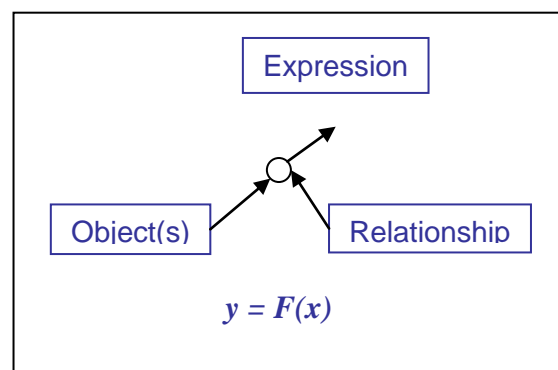 Expression
Object(s)
Relationship
y = F(x)